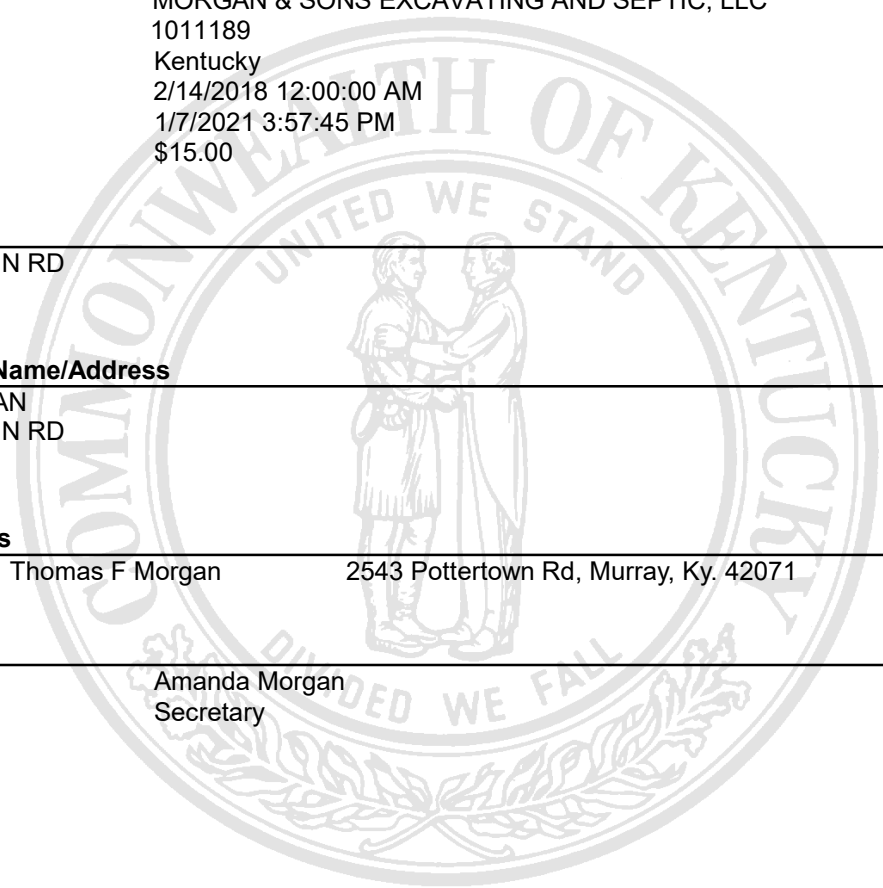 MORGAN & SONS EXCAVATING AND SEPTIC, LLC
1011189
Kentucky
2/14/2018 12:00:00 AM
1/7/2021 3:57:45 PM
$15.00
N RD
Name/Address
AN
N RD
s
Thomas F Morgan 2543 Pottertown Rd, Murray, Ky. 42071
Amanda Morgan
Secretary
COMMONWEALTH OF KENTUCKY
UNITED WE STAND
DIVIDED WE FALL